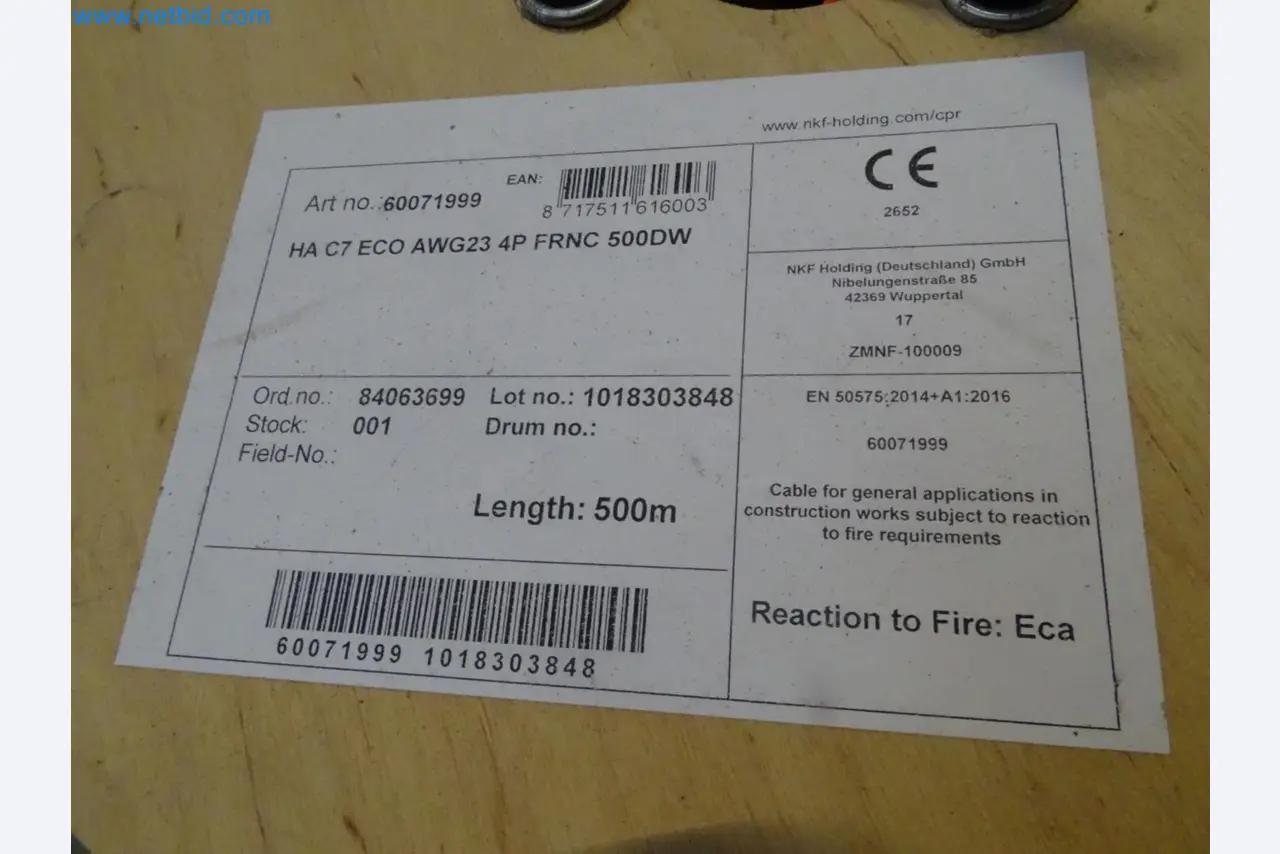 www.netbid.com
www.nkf-holding.com/cpr
Art no.:60071999
EAN:
8 717511 616003
HA C7 ECO AWG23 4P FRNC 500DW
Ord.no.: 84063699 Lot no.: 1018303848
Stock: 001 Drum no.:
Field-No.:
Length: 500m
60071999 1018303848
CE
2652
NKF Holding (Deutschland) GmbH
Nibelungenstraße 85
42369 Wuppertal
17
ZMNF-100009
EN 50575:2014+A1:2016
60071999
Cable for general applications in
construction works subject to reaction
to fire requirements
Reaction to Fire: Eca